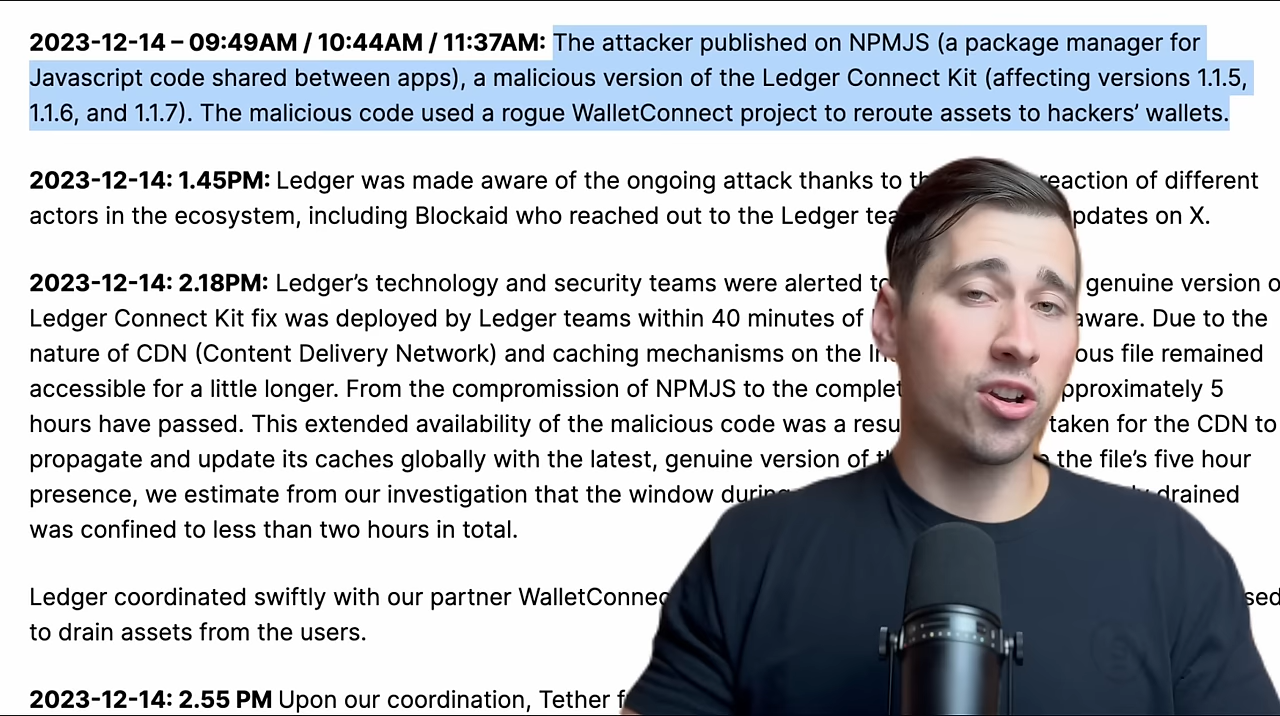 2023-12-14 – 09:49AM / 10:44AM / 11:37AM: The attacker published on NPMJS (a package manager for
Javascript code shared between apps), a malicious version of the Ledger Connect Kit (affecting versions 1.1.5,
1.1.6, and 1.1.7). The malicious code used a rogue WalletConnect project to reroute assets to hackers’ wallets.
2023-12-14: 1.45PM: Ledger was made aware of the ongoing attack thanks to reaction of different
actors in the ecosystem, including Blockaid who reached out to the Ledger on X.
2023-12-14: 2.18PM: Ledger’s technology and security teams were alerted genuine version
Ledger Connect Kit fix was deployed by Ledger teams within 40 minutes of aware. Due to the
nature of CDN (Content Delivery Network) and caching mechanisms on the file remained
accessible for a little longer. From the compromission of NPMJS to the approximately 5
hours have passed. This extended availability of the malicious code was a taken for the CDN to
propagate and update its caches globally with the latest, genuine version of the file’s five hour
presence, we estimate from our investigation that the window during drained
was confined to less than two hours in total.
Ledger coordinated swiftly with our partner
to drain assets from the users.
2023-12-14: 2.55 PM Upon our coordination, Tether